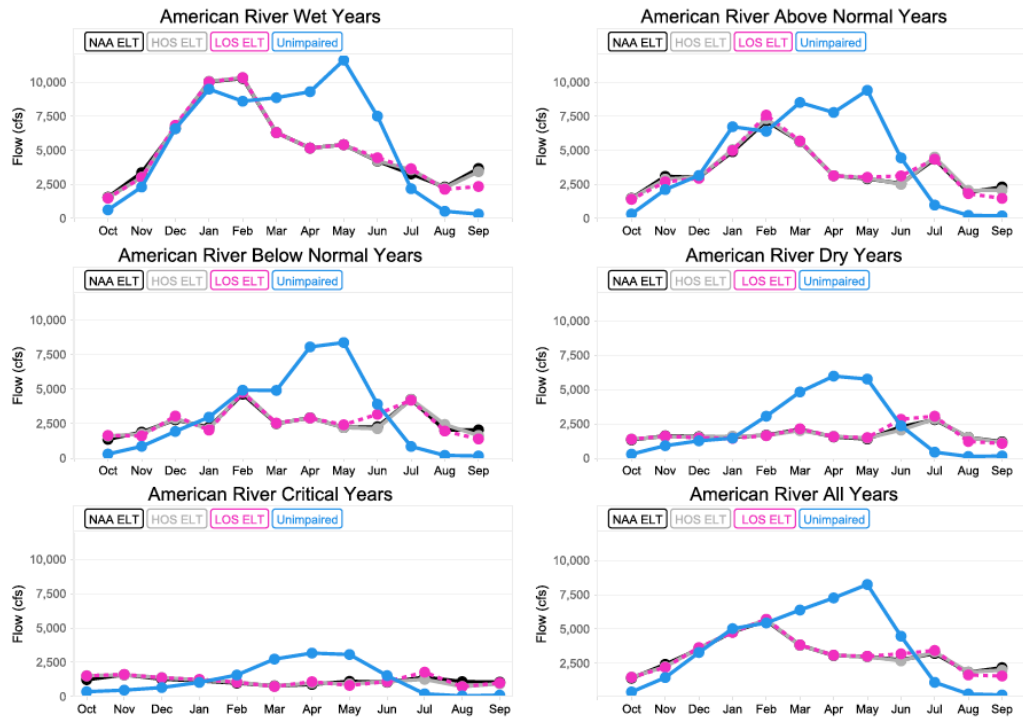 American River Wet Years
NAA ELT HOS ELT LOS ELT Unimpaired
Flow (cfs)
10,000
7,500
5,000
2,500
0
Oct Nov Dec Jan Feb Mar Apr May Jun Jul Aug Sep
American River Above Normal Years
NAA ELT HOS ELT LOS ELT Unimpaired
Flow (cfs)
10,000
7,500
5,000
2,500
0
Oct Nov Dec Jan Feb Mar Apr May Jun Jul Aug Sep
American River Below Normal Years
NAA ELT HOS ELT LOS ELT Unimpaired
Flow (cfs)
10,000
7,500
5,000
2,500
0
Oct Nov Dec Jan Feb Mar Apr May Jun Jul Aug Sep
American River Dry Years
NAA ELT HOS ELT LOS ELT Unimpaired
Flow (cfs)
10,000
7,500
5,000
2,500
0
Oct Nov Dec Jan Feb Mar Apr May Jun Jul Aug Sep
American River Critical Years
NAA ELT HOS ELT LOS ELT Unimpaired
Flow (cfs)
10,000
7,500
5,000
2,500
0
Oct Nov Dec Jan Feb Mar Apr May Jun Jul Aug Sep
American River All Years
NAA ELT HOS ELT LOS ELT Unimpaired
Flow (cfs)
10,000
7,500
5,000
2,500
Oct Nov Dec Jan Feb Mar Apr May Jun Jul Aug Sep